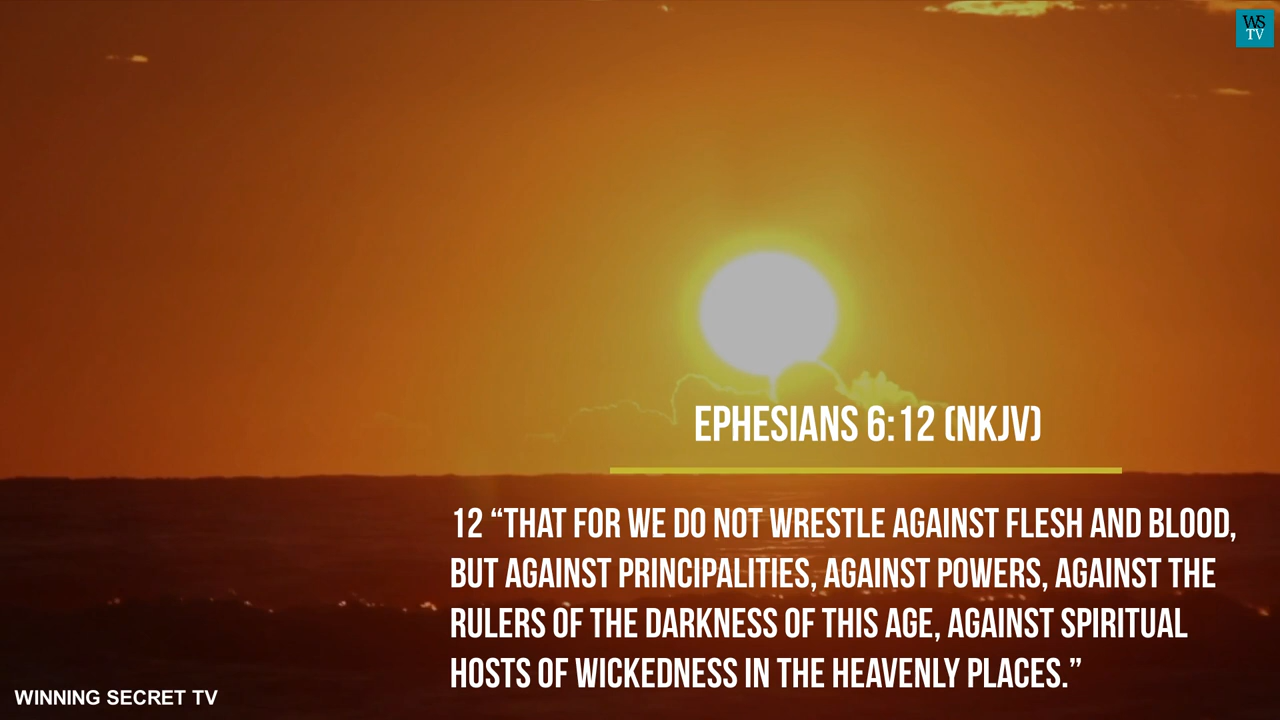 WS
TV
EPHESIANS 6:12 (NKJV)
12 “THAT FOR WE DO NOT WRESTLE AGAINST FLESH AND BLOOD,
BUT AGAINST PRINCIPALITIES, AGAINST POWERS, AGAINST THE
RULERS OF THE DARKNESS OF THIS AGE, AGAINST SPIRITUAL
HOSTS OF WICKEDNESS IN THE HEAVENLY PLACES.”
WINNING SECRET TV